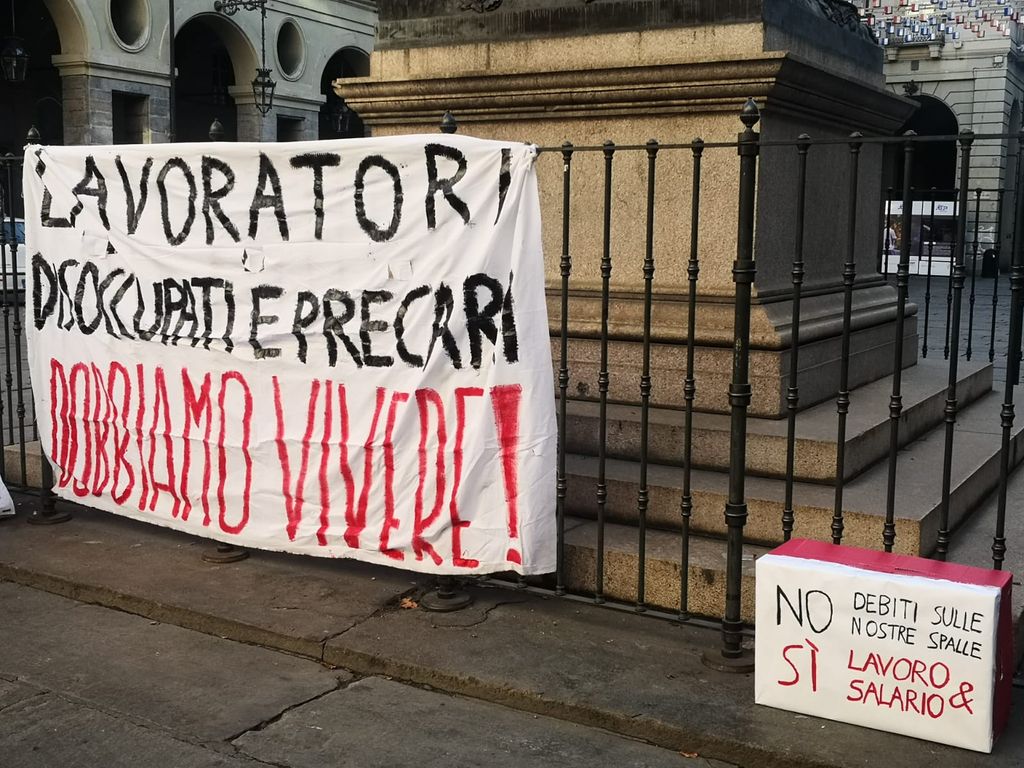 LAVORATORI
DISOCCUPATI E PRECARI
DOBBIAMO VIVERE!
NO DEBITI SULLE
NOSTRE SPALLE
SÌ LAVORO &
SALARIO